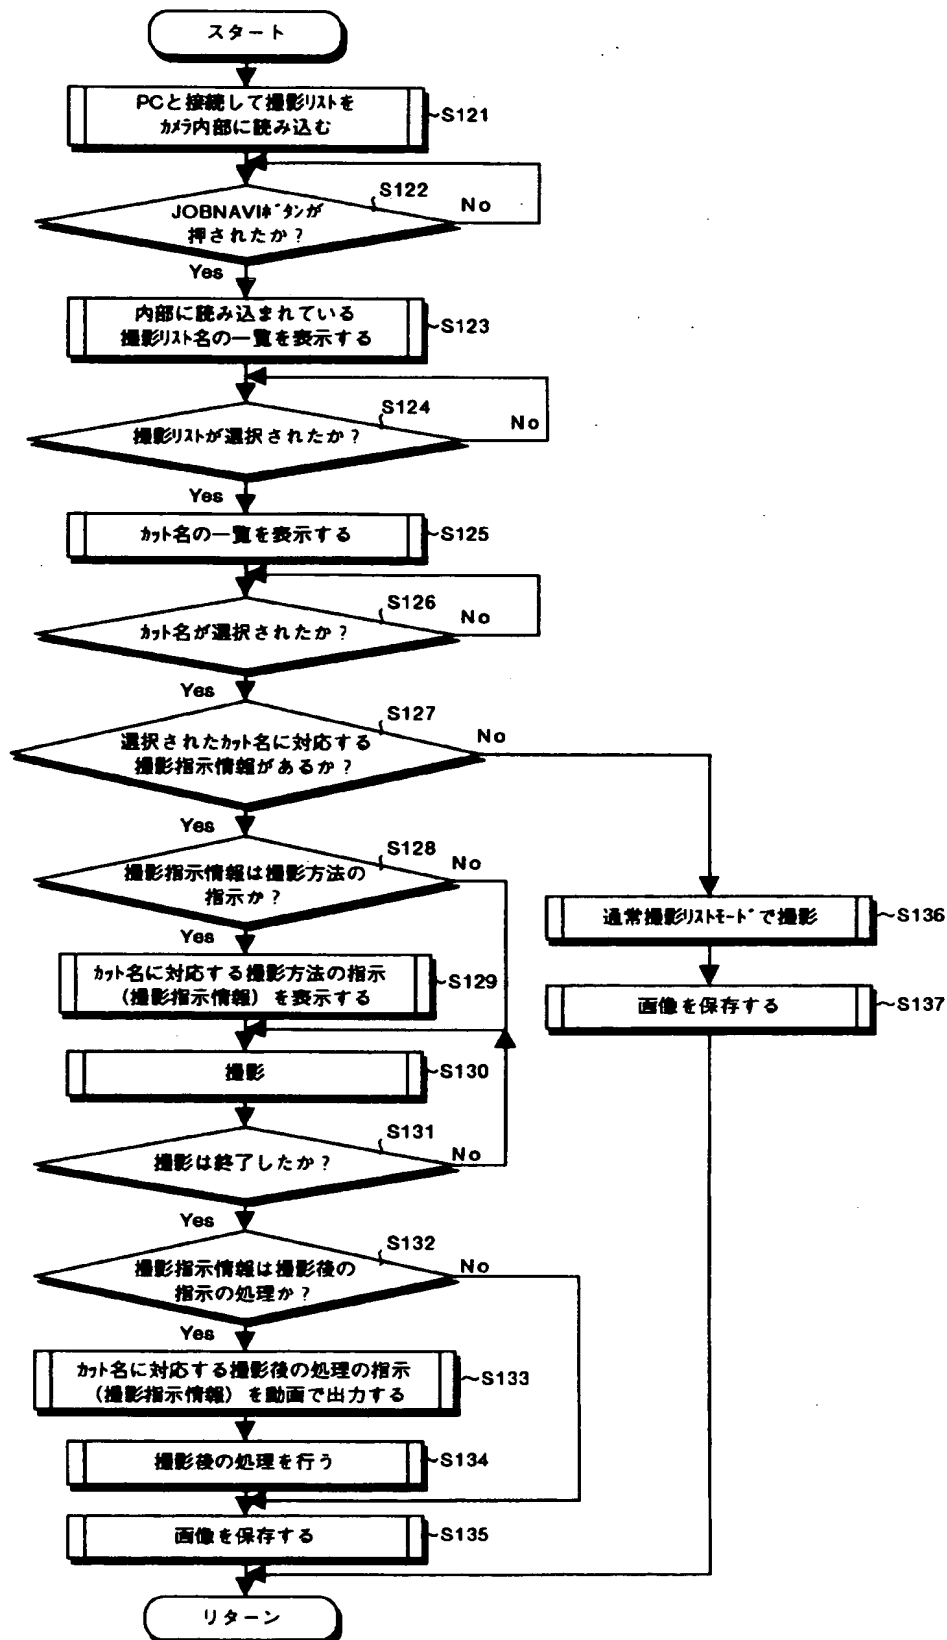 スタート
PCと接続して撮影リストを
カメラ内部に読み込む
~S121
S122
JOBNAVIボタンが
押されたか？
No
Yes
内部に読み込まれている
撮影リスト名の一覧を表示する
~S123
S124
撮影リストが選択されたか？
No
Yes
カット名の一覧を表示する
~S125
S126
カット名が選択されたか？
No
Yes
S127
選択されたカット名に対応する
撮影指示情報があるか？
No
Yes
S128
撮影指示情報は撮影方法の
指示か？
No
Yes
通常撮影リストモードで撮影
~S136
カット名に対応する撮影方法の指示
（撮影指示情報）を表示する
~S129
画像を保存する
~S137
撮影
~S130
S131
撮影は終了したか？
No
Yes
S132
撮影指示情報は撮影後の
指示の処理か？
No
Yes
カット名に対応する撮影後の処理の指示
（撮影指示情報）を動画で出力する
~S133
撮影後の処理を行う
~S134
画像を保存する
~S135
リターン